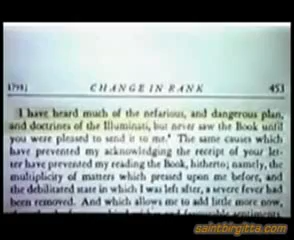 1798] CHANGE IN RANK 453
I have heard much of the nefarious, and dangerous plan,
and doctrines of the Illuminati, but never saw the Book until
you were pleased to send it to me.* The same causes which
have prevented my acknowledging the receipt of your let-
ter have prevented my reading the Book, hitherto; namely, the
multiplicity of matters which pressed upon me before, and
the debilitated state in which I was left after, a severe fever had
been removed. And which allows me to add little more now,
saintbirgitta.com